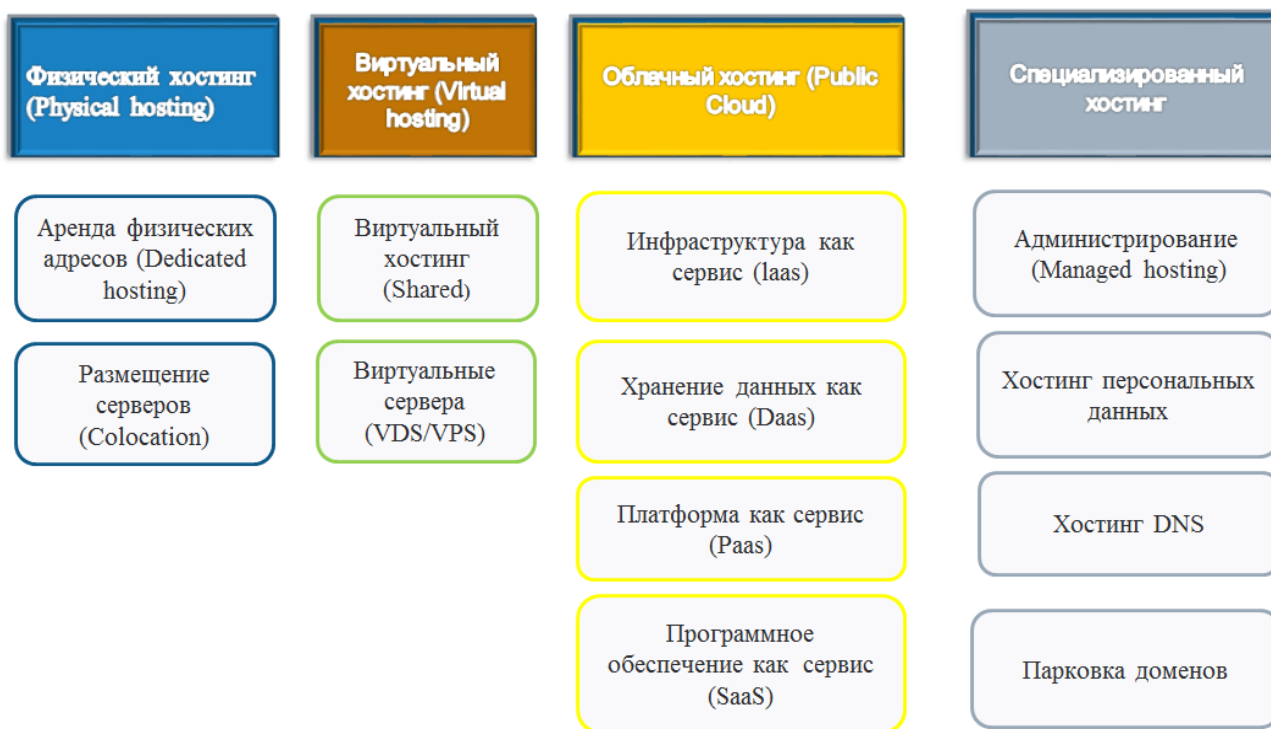 Физический хостинг
(Physical hosting)
Аренда физических
адресов (Dedicated
hosting)
Размещение
серверов
(Colocation)
Виртуальный
хостинг (Virtual
hosting)
Виртуальный
хостинг
(Shared)
Виртуальные
сервера
(VDS/VPS)
Облачный хостинг (Public
Cloud)
Инфраструктура как
сервис (Iaas)
Хранение данных как
сервис (Daas)
Платформа как сервис
(Paas)
Программное
обеспечение как сервис
(SaaS)
Специализированный
хостинг
Администрирование
(Managed hosting)
Хостинг персональных
данных
Хостинг DNS
Парковка доменов